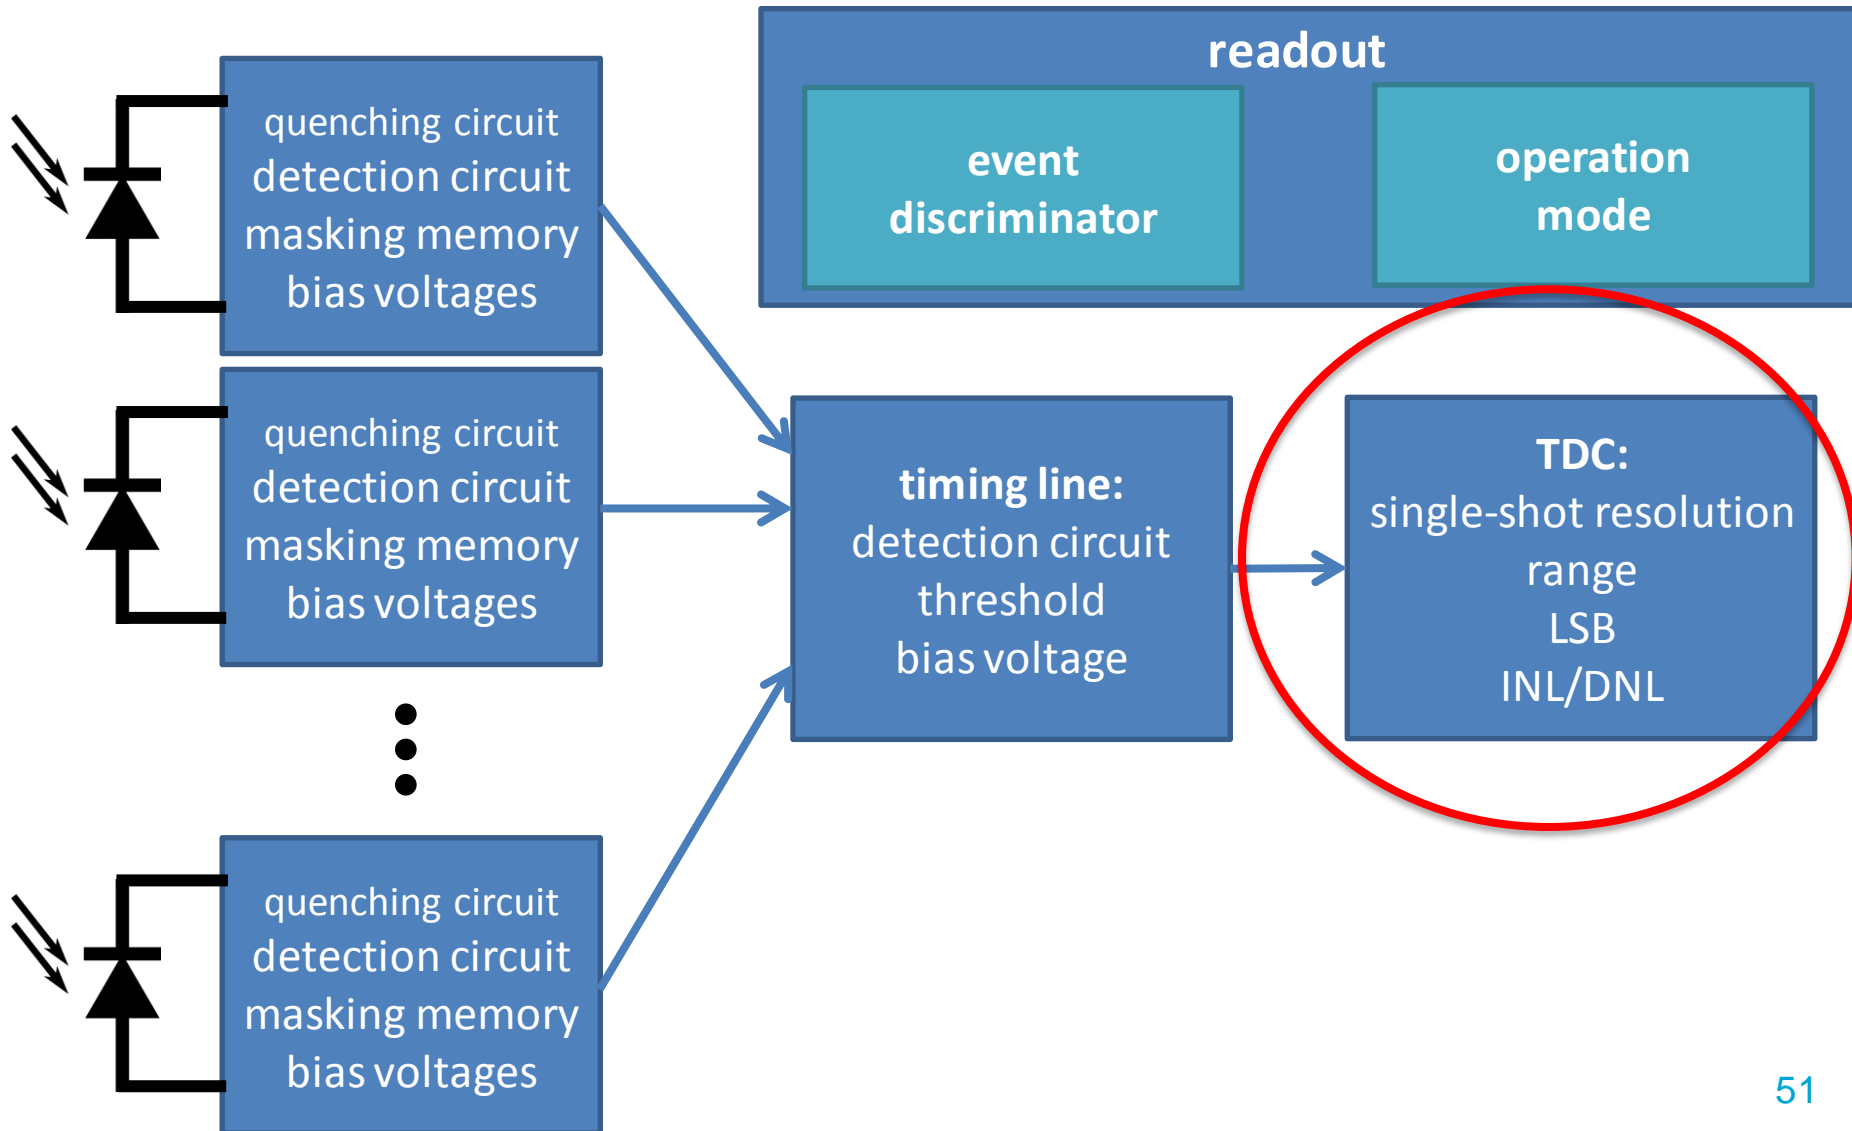 readout
event
discriminator
operation
mode
quenching circuit
detection circuit
masking memory
bias voltages
quenching circuit
detection circuit
masking memory
bias voltages
timing line:
detection circuit
threshold
bias voltage
TDC:
single-shot resolution
range
LSB
INL/DNL
quenching circuit
detection circuit
masking memory
bias voltages
51